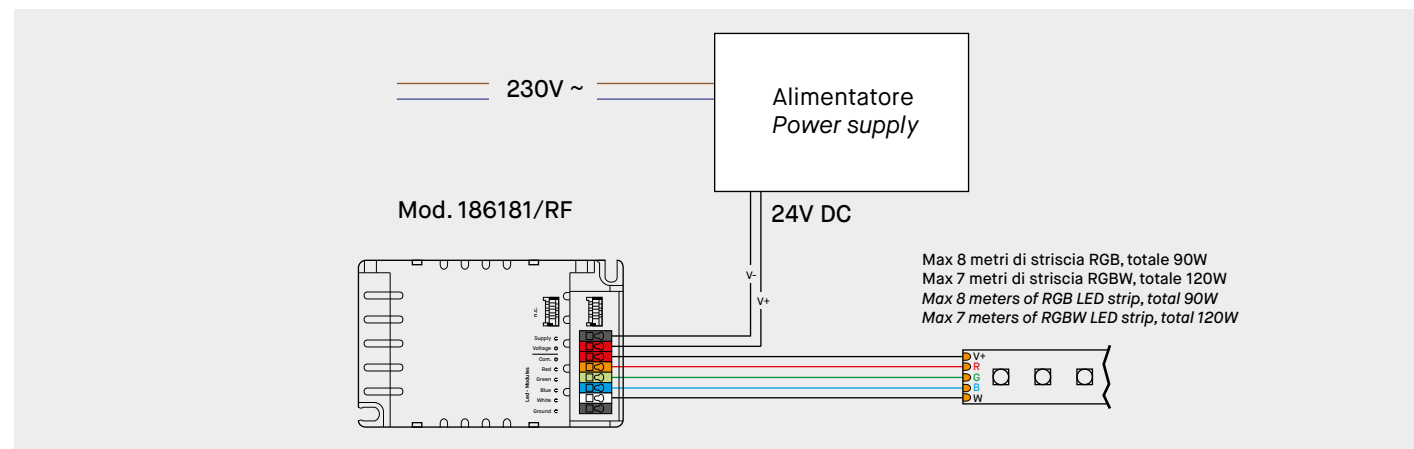 230V ~
Alimentatore
Power supply
Mod. 186181/RF
24V DC
V-
V+
Max 8 metri di striscia RGB, totale 90W
Max 7 metri di striscia RGBW, totale 120W
Max 8 meters of RGB LED strip, total 90W
Max 7 meters of RGBW LED strip, total 120W
n.c.
Supply
Voltage
Com.
Red
Green
Blue
White
Ground
Led - Modules
V+
R
G
B
W